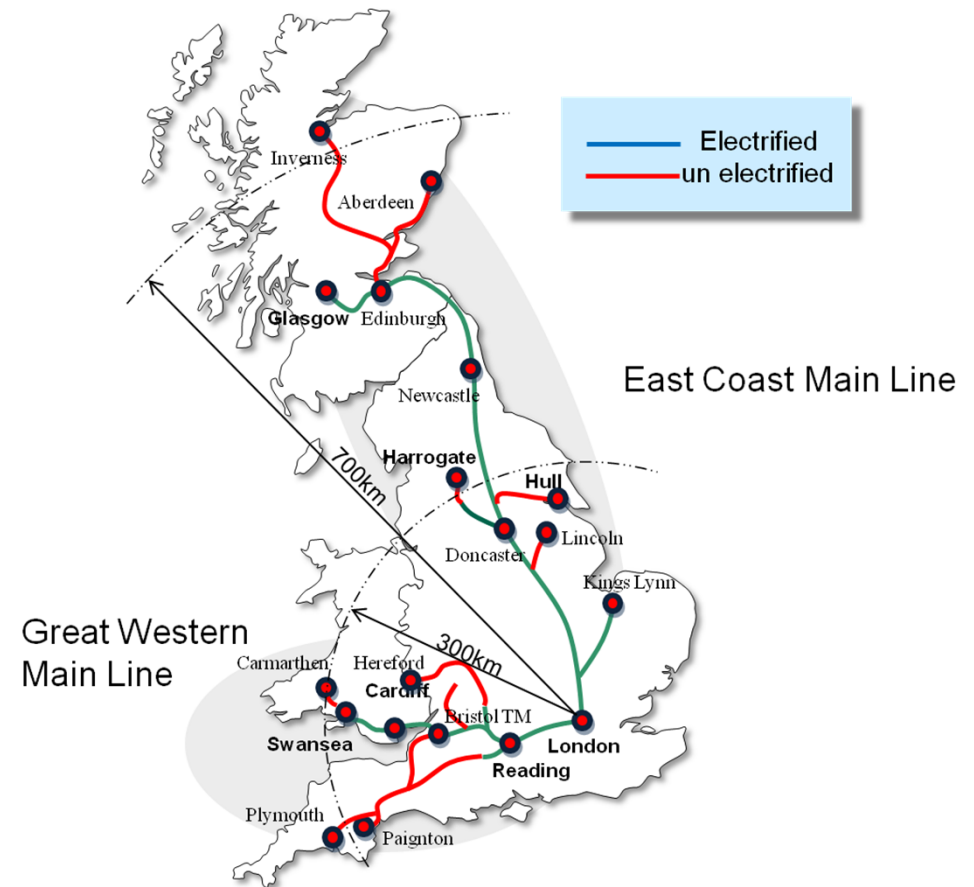 Electrified
un electrified
Inverness
Aberdeen
Glasgow
Edinburgh
East Coast Main Line
Newcastle
Harrogate
700km
Hull
Lincoln
Doncaster
Kings Lynn
Great Western
Main Line
300km
Carmarthen
Hereford
Cardiff
Bristol TM
Swansea
London
Reading
Plymouth
Paignton